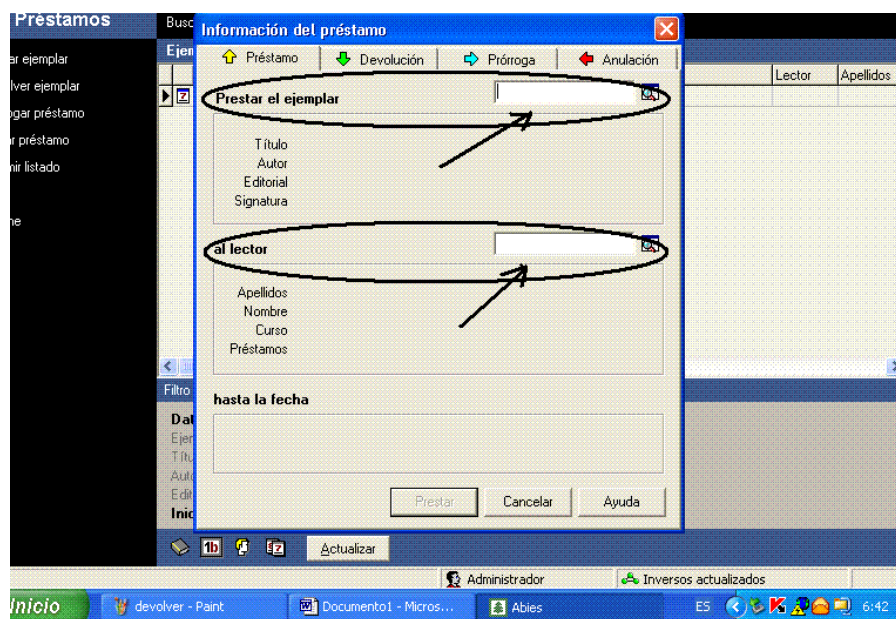 Préstamos
Busc
Información del préstamo
ar ejemplar
Ejen
Préstamo
Devolución
Prórroga
Anulación
Lector
Apellidos
lver ejemplar
Prestar el ejemplar
ogar préstamo
r préstamo
Título
nir listado
Autor
Editorial
Signatura
ne
al lector
Apellidos
Nombre
Curso
Préstamos
Filtro
hasta la fecha
Dat
Ejer
Títu
Auto
Edit
Inic
Prestar
Cancelar
Ayuda
1b
Actualizar
Administrador
Inversos actualizados
Inicio
devolver - Paint
Documento1 - Micros...
Abies
ES
6:42